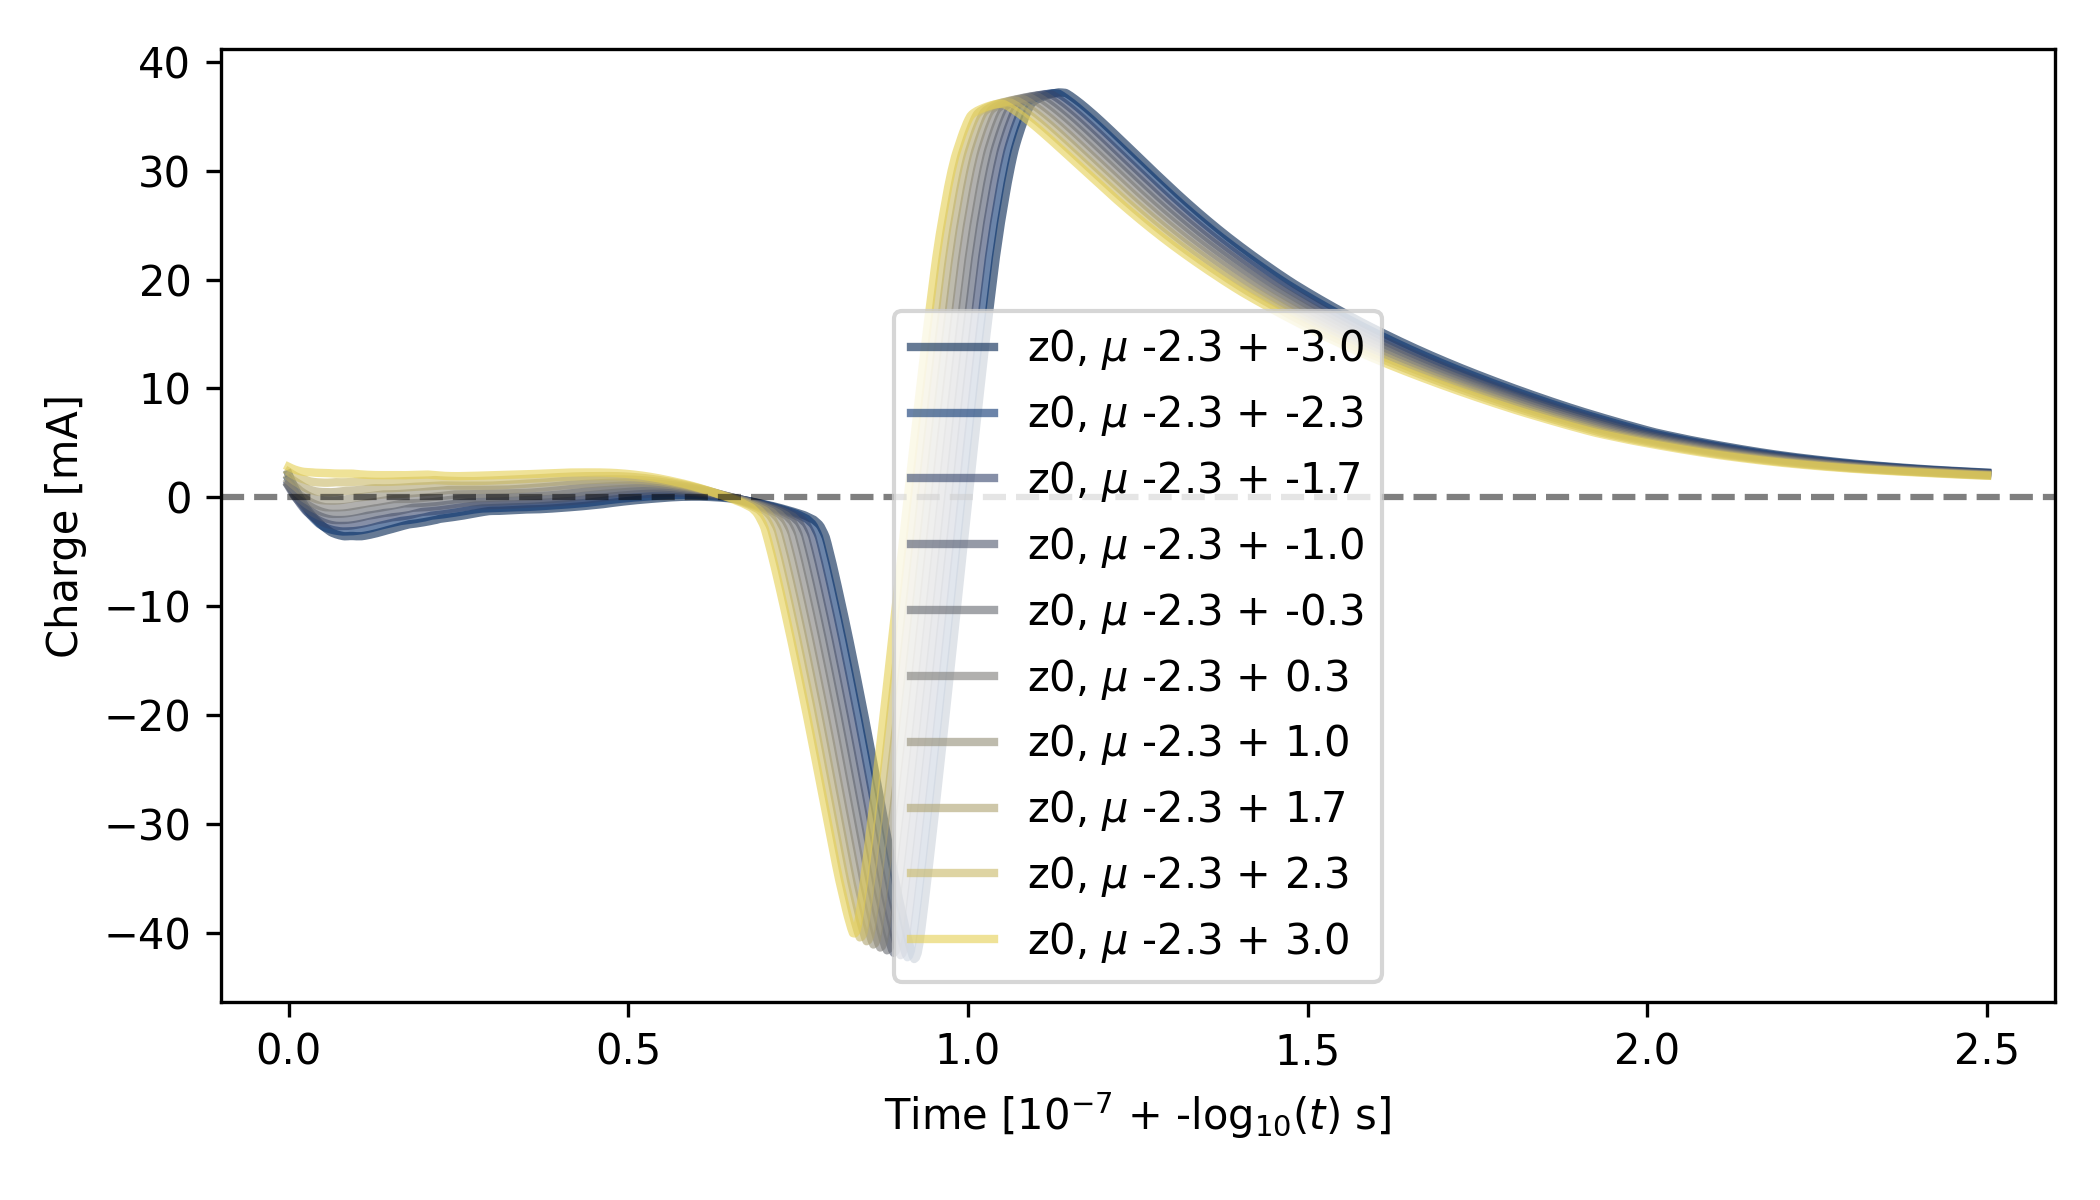 40
30
20
10
0
−10
−20
−30
−40
Charge [mA]
z0, μ -2.3 + -3.0
z0, μ -2.3 + -2.3
z0, μ -2.3 + -1.7
z0, μ -2.3 + -1.0
z0, μ -2.3 + -0.3
z0, μ -2.3 + 0.3
z0, μ -2.3 + 1.0
z0, μ -2.3 + 1.7
z0, μ -2.3 + 2.3
z0, μ -2.3 + 3.0
0.0 0.5 1.0 1.5 2.0 2.5
Time [10⁻⁷ + -log₁₀(t) s]